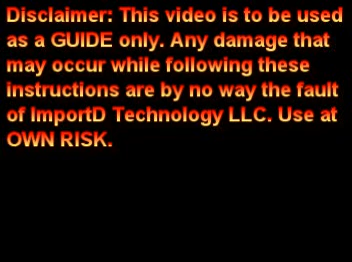 Disclaimer: This video is to be used
as a GUIDE only. Any damage that
may occur while following these
instructions are by no way the fault
of ImportD Technology LLC. Use at
OWN RISK.